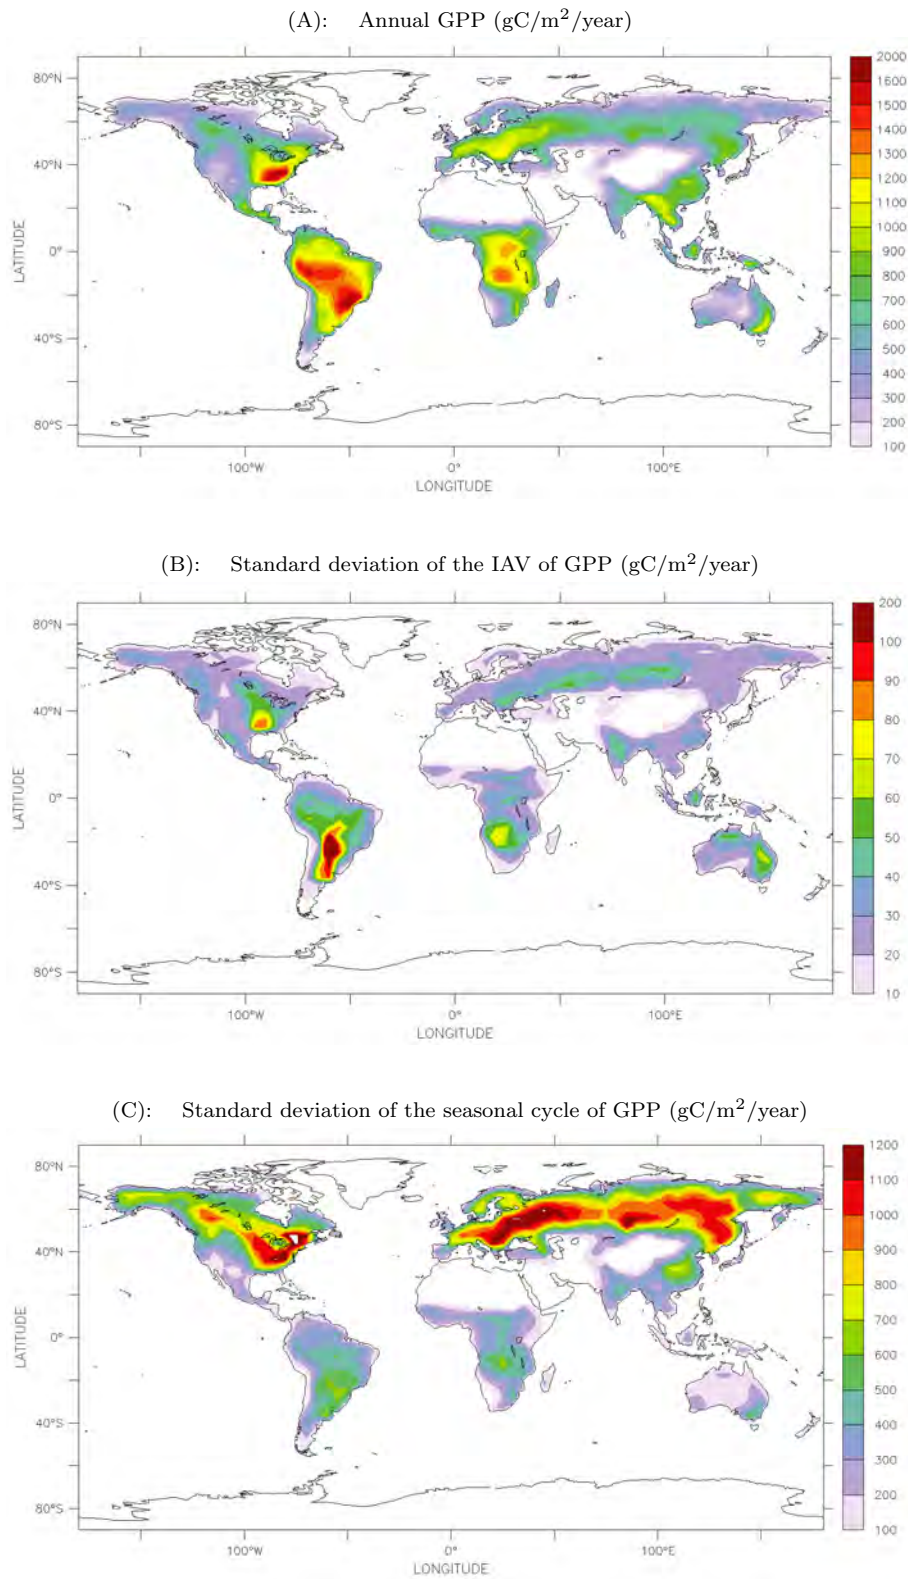 (A): Annual GPP (gC/m²/year)
80°N
40°N
0°
40°S
80°S
LATITUDE
100°W 0° 100°E
LONGITUDE
2000
1600
1500
1400
1300
1200
1100
1000
900
800
700
600
500
400
300
200
100
(B): Standard deviation of the IAV of GPP (gC/m²/year)
80°N
40°N
0°
40°S
80°S
LATITUDE
100°W 0° 100°E
LONGITUDE
200
100
90
80
70
60
50
40
30
20
10
(C): Standard deviation of the seasonal cycle of GPP (gC/m²/year)
80°N
40°N
0°
40°S
80°S
LATITUDE
100°W 0° 100°E
LONGITUDE
1200
1100
1000
900
800
700
600
500
400
300
200
100